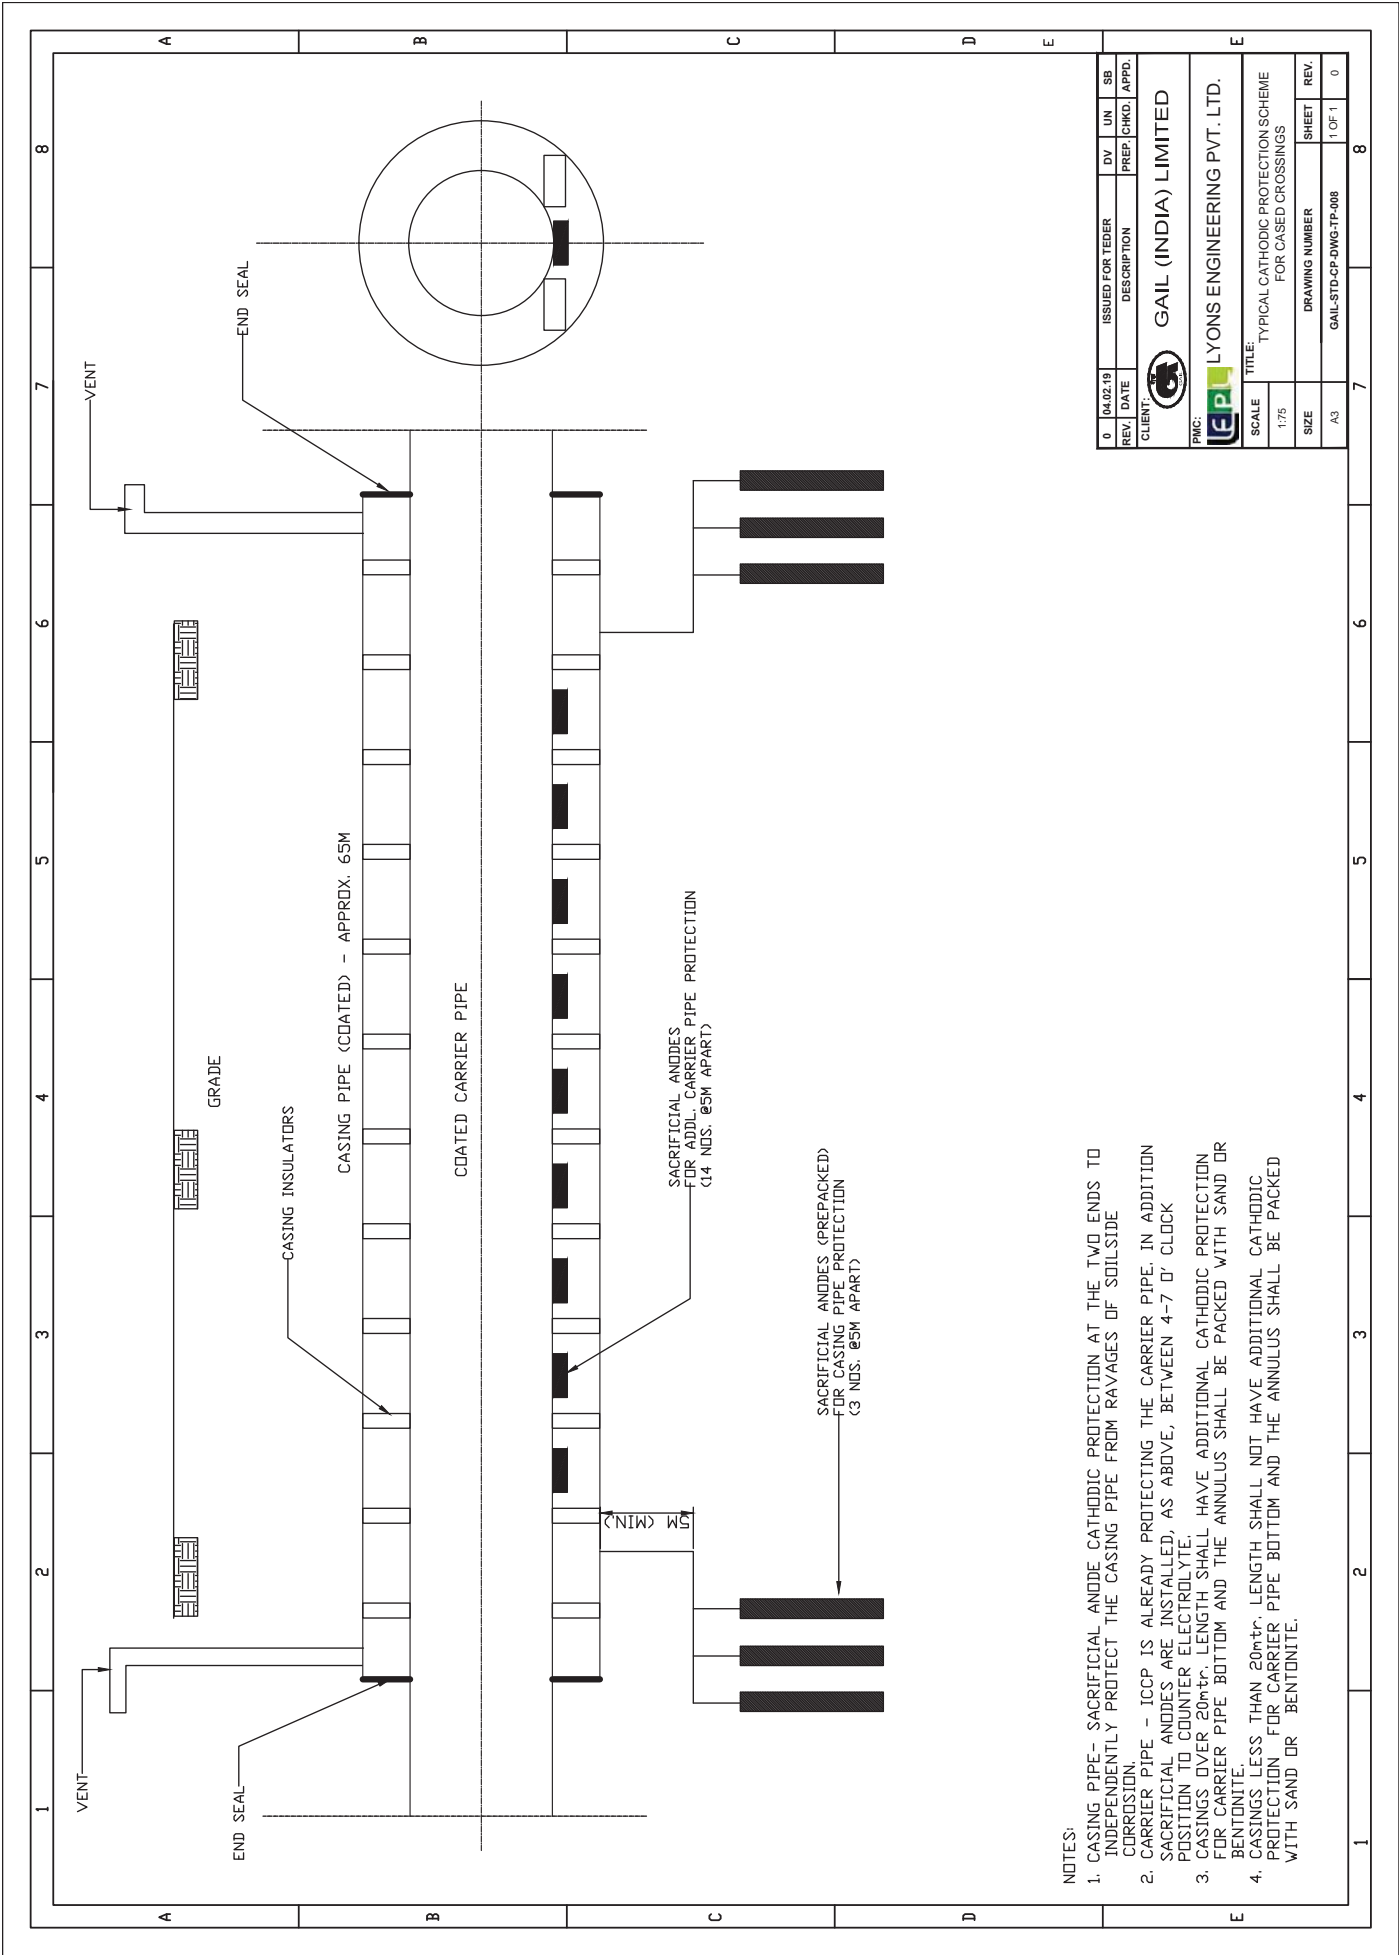 1 2 3 4 5 6 7 8
A
B
C
D
E
E
A
B
C
D
E
VENT
VENT
END SEAL
END SEAL
GRADE
CASING INSULATORS
CASING PIPE (COATED) - APPROX. 65M
COATED CARRIER PIPE
SACRIFICIAL ANODES
FOR ADDL. CARRIER PIPE PROTECTION
(14 NOS. @5M APART)
5M (MIN)
SACRIFICIAL ANODES (PREPACKED)
FOR CASING PIPE PROTECTION
(3 NOS. @5M APART)
NOTES:
1. CASING PIPE- SACRIFICIAL ANODE CATHODIC PROTECTION AT THE TWO ENDS TO
INDEPENDENTLY PROTECT THE CASING PIPE FROM RAVAGES OF SOILSIDE
CORROSION.
2. CARRIER PIPE - ICCP IS ALREADY PROTECTING THE CARRIER PIPE. IN ADDITION
SACRIFICIAL ANODES ARE INSTALLED, AS ABOVE, BETWEEN 4-7 O' CLOCK
POSITION TO COUNTER ELECTROLYTE.
3. CASINGS OVER 20mtr. LENGTH SHALL HAVE ADDITIONAL CATHODIC PROTECTION
FOR CARRIER PIPE BOTTOM AND THE ANNULUS SHALL BE PACKED WITH SAND OR
BENTONITE.
4. CASINGS LESS THAN 20mtr. LENGTH SHALL NOT HAVE ADDITIONAL CATHODIC
PROTECTION FOR CARRIER PIPE BOTTOM AND THE ANNULUS SHALL BE PACKED
WITH SAND OR BENTONITE.
0 04.02.19 ISSUED FOR TEDER DV UN SB
REV. DATE DESCRIPTION PREP. CHKD. APPD.
CLIENT:
GAIL (INDIA) LIMITED
PMC:
LEPL LYONS ENGINEERING PVT. LTD.
SCALE TITLE:
1:75 TYPICAL CATHODIC PROTECTION SCHEME
FOR CASED CROSSINGS
SIZE DRAWING NUMBER SHEET REV.
A3 GAIL-STD-CP-DWG-TP-008 1 OF 1 0
1 2 3 4 5 6 7 8